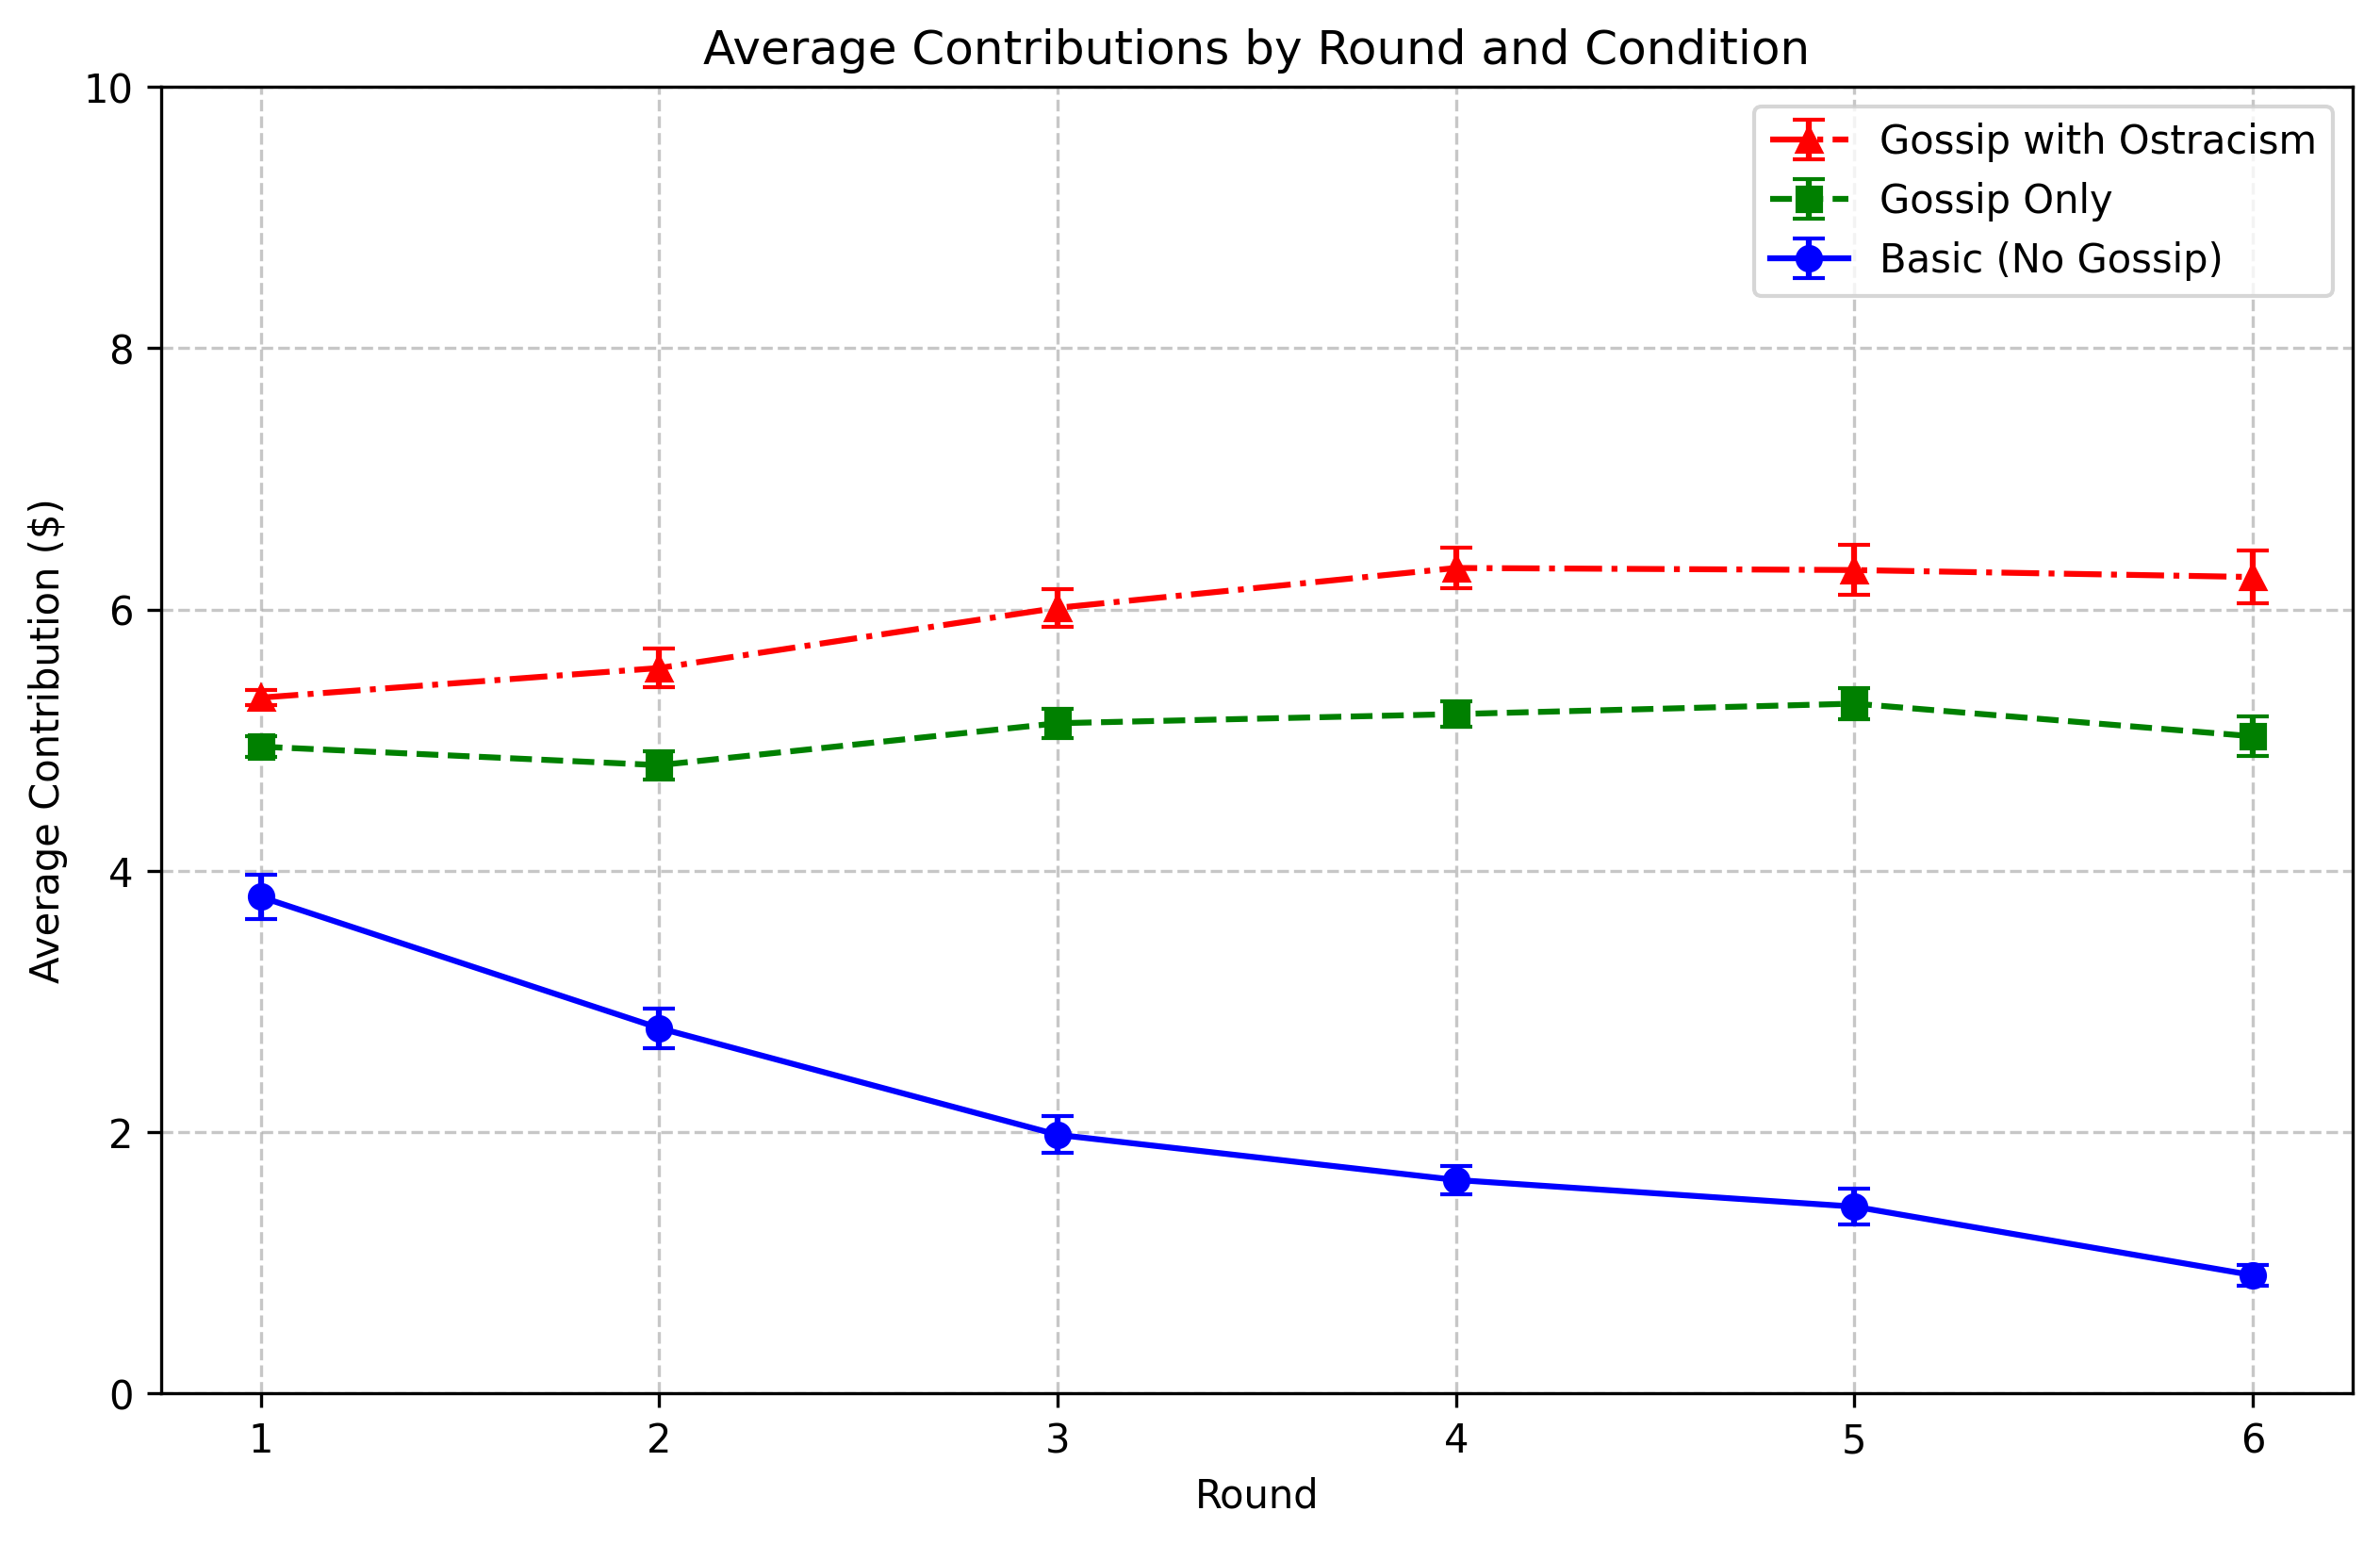 Average Contributions by Round and Condition
10
8
6
4
2
0
Average Contribution ($)
Gossip with Ostracism
Gossip Only
Basic (No Gossip)
1 2 3 4 5 6
Round